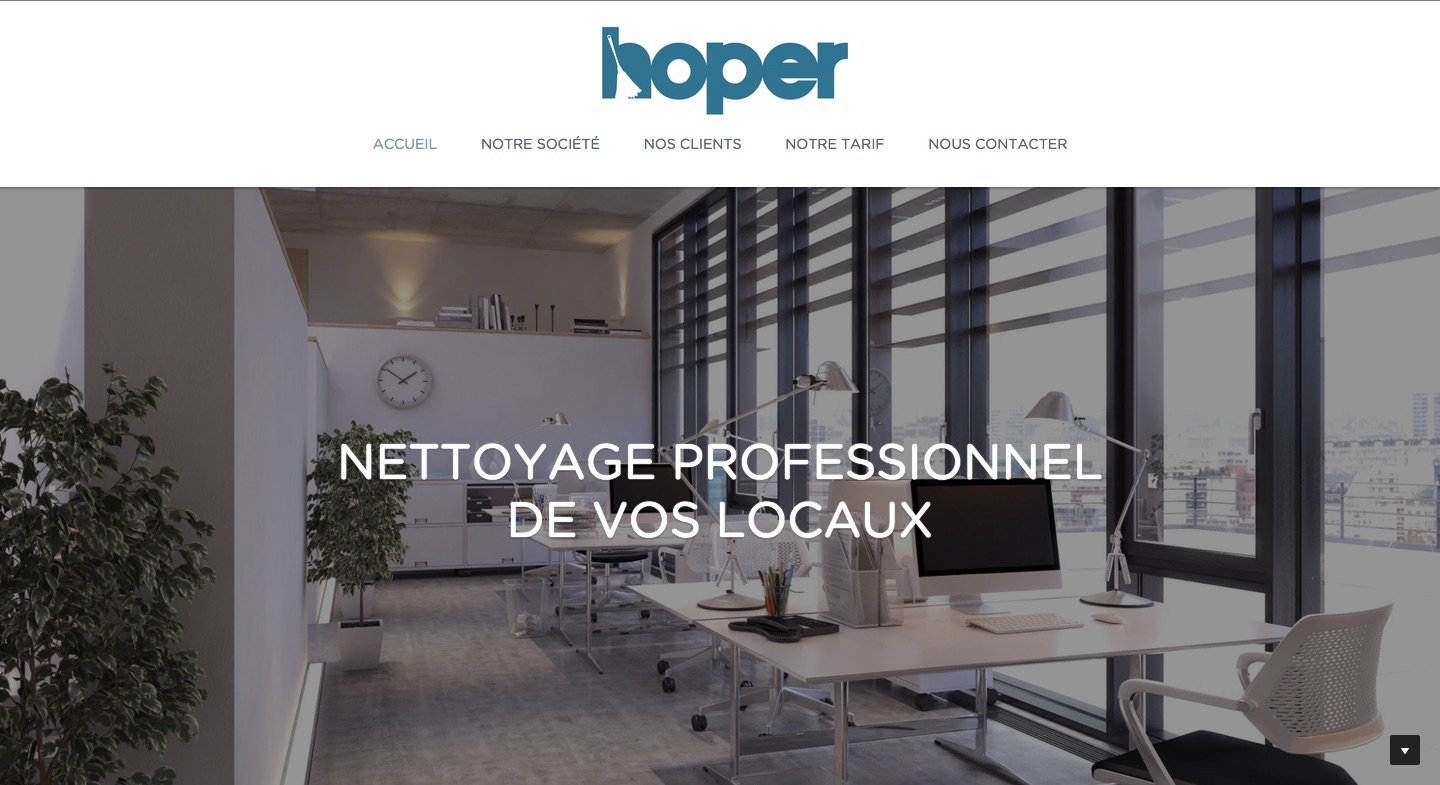 hoper
ACCUEIL NOTRE SOCIÉTÉ NOS CLIENTS NOTRE TARIF NOUS CONTACTER
NETTOYAGE PROFESSIONNEL
DE VOS LOCAUX